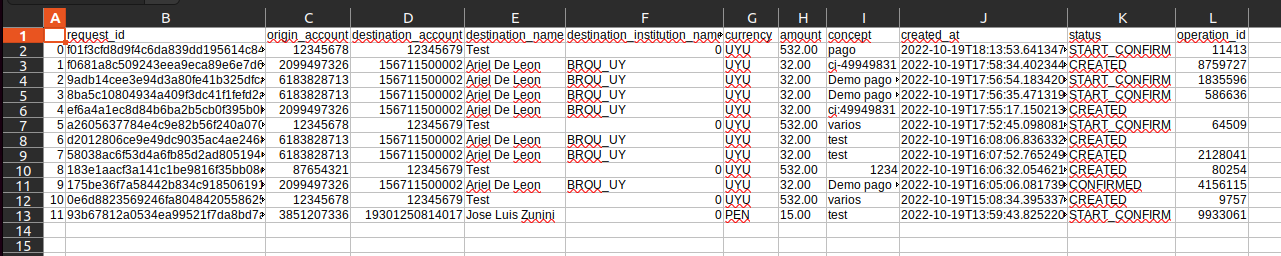 A B C D E F G H I J K L
1 request_id origin_account destination_account destination_name destination_institution_name currency amount concept created_at status operation_id
2 0 f01f3cfd8d9f4c6da839dd195614c84 12345678 12345679 Test 0 UYU 532.00 pago 2022-10-19T18:13:53.641347 START_CONFIRM 11413
3 1 f0681a8c509243eea9eca89e6e7d6 2099497326 156711500002 Ariel De Leon BRQU_UY UYU 32.00 cj-49949831 2022-10-19T17:58:34.402344 CREATED 8759727
4 2 9adb14cee3e94d3a80fe41b325dfc 6183828713 156711500002 Ariel De Leon BRQU_UY UYU 32.00 Demo pago 2022-10-19T17:56:54.183420 START_CONFIRM 1835596
5 3 8ba5c10804934a409f3dc41f1fefd2 6183828713 156711500002 Ariel De Leon BRQU_UY UYU 32.00 Demo pago 2022-10-19T17:56:35.471319 START_CONFIRM 586636
6 4 ef6a4a1ec8d84b6ba2b5cb0f395b0 2099497326 156711500002 Ariel De Leon BRQU_UY UYU 32.00 cj:49949831 2022-10-19T17:55:17.150213 CREATED
7 5 a2605637784e4c9e82b56f240a070 12345678 12345679 Test 0 UYU 532.00 varios 2022-10-19T17:52:45.098081 START_CONFIRM 64509
8 6 d2012806ce9e49dc9035ac4ae246 6183828713 156711500002 Ariel De Leon BRQU_UY UYU 32.00 test 2022-10-19T16:08:06.836332 CREATED
9 7 58038ac6f53d4a6fb85d2ad805194 6183828713 156711500002 Ariel De Leon BRQU_UY UYU 32.00 test 2022-10-19T16:07:52.765249 CREATED 2128041
10 8 183e1aacf3a141c1be9816f35bb08 87654321 12345679 Test 0 UYU 532.00 1234 2022-10-19T16:06:32.054621 CREATED 80254
11 9 175be36f7a58442b834c91850619 2099497326 156711500002 Ariel De Leon BRQU_UY UYU 32.00 Demo pago 2022-10-19T16:05:06.081739 CONFIRMED 4156115
12 10 0e6d8823569246fa8048420558625 12345678 12345679 Test 0 UYU 532.00 varios 2022-10-19T15:08:34.395337 CREATED 9757
13 11 93b67812a0534ea99521f7da8bd7 3851207336 19301250814017 Jose Luis Zunini 0 PEN 15.00 test 2022-10-19T13:59:43.825220 START_CONFIRM 9933061
14
15